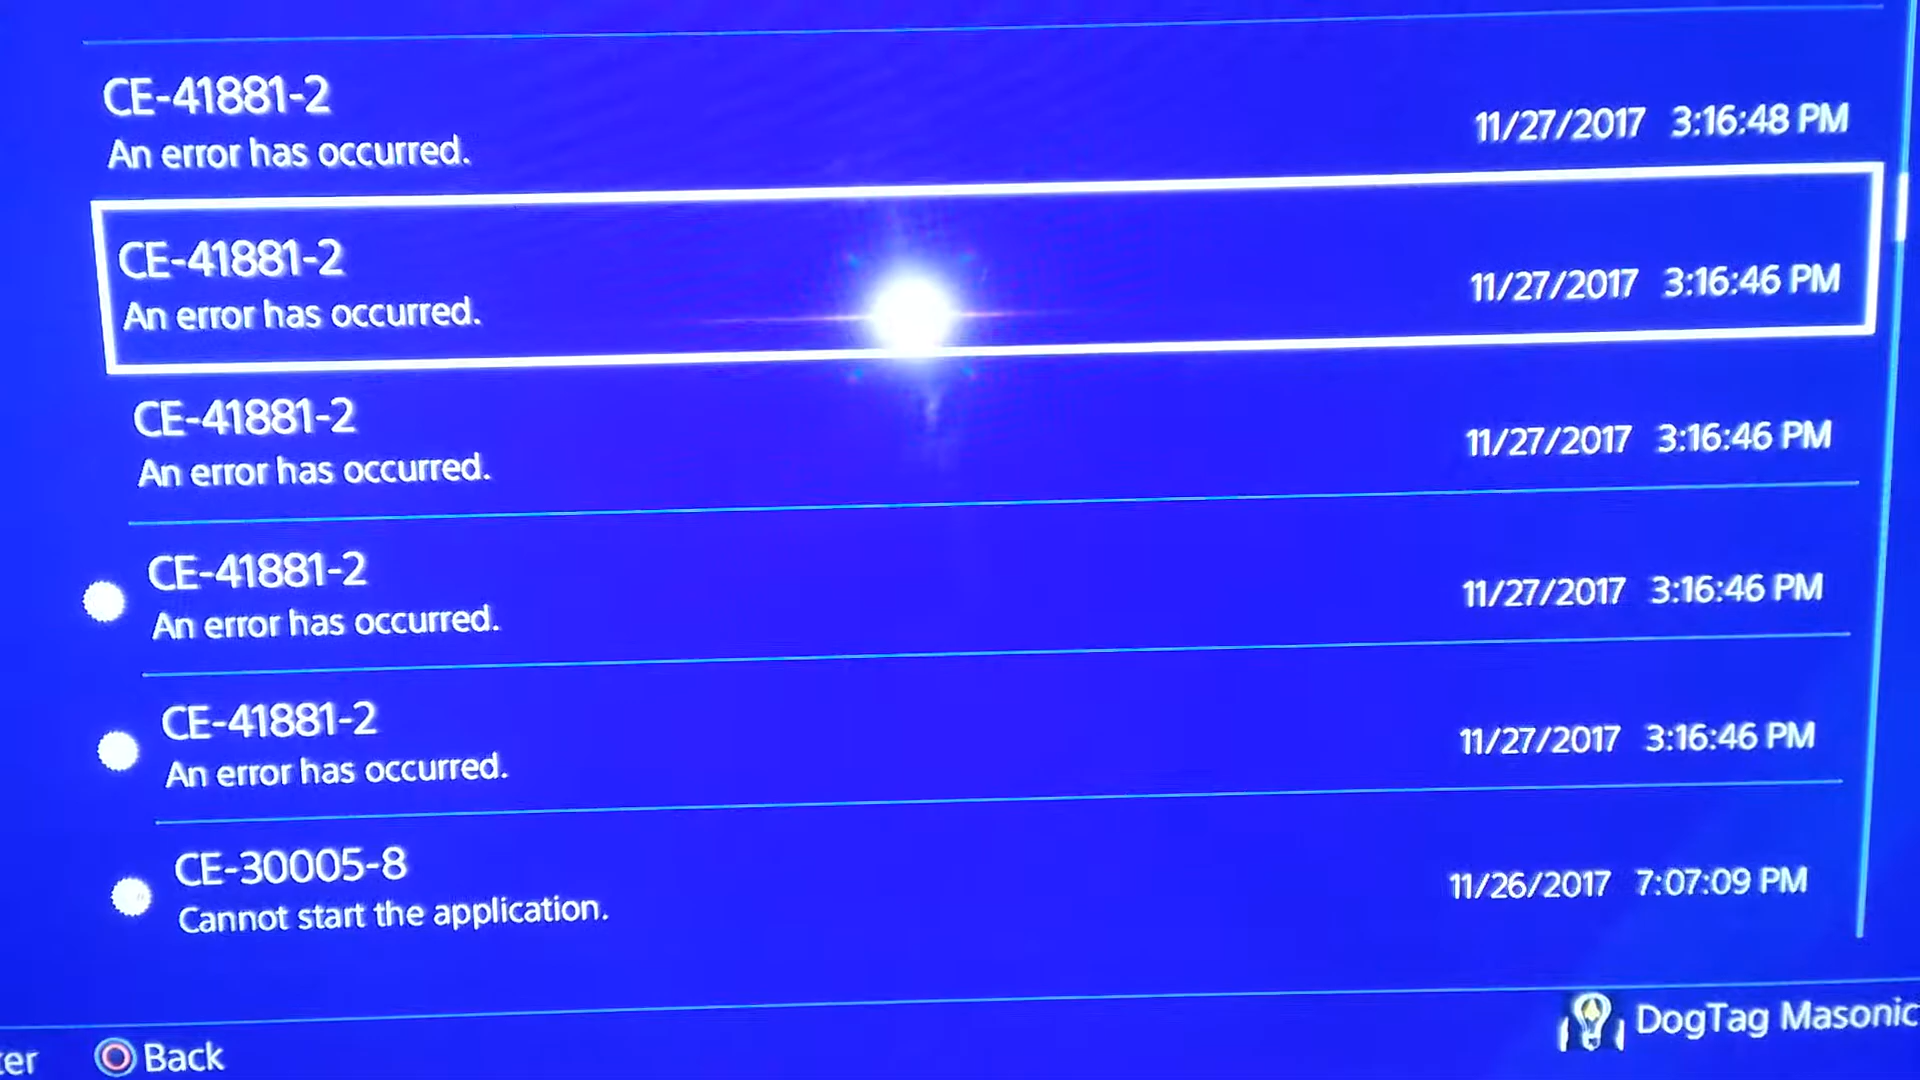 CE-41881-2
An error has occurred.
11/27/2017 3:16:48 PM
CE-41881-2
An error has occurred.
11/27/2017 3:16:46 PM
CE-41881-2
An error has occurred.
11/27/2017 3:16:46 PM
CE-41881-2
An error has occurred.
11/27/2017 3:16:46 PM
CE-41881-2
An error has occurred.
11/27/2017 3:16:46 PM
CE-30005-8
Cannot start the application.
11/26/2017 7:07:09 PM
Back
DogTag Masonic